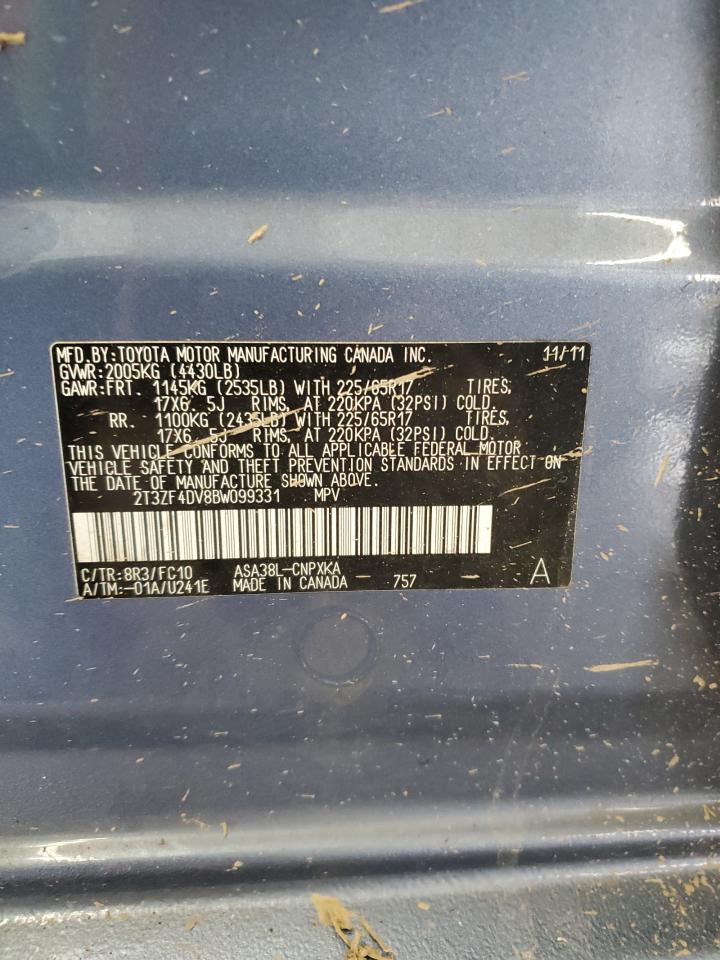 MFD.BY:TOYOTA MOTOR MANUFACTURING CANADA INC. 11/11
GVWR:2005KG (4430LB)
GAWR:FRT. 1145KG (2535LB) WITH 225/65R17 TIRES,
17X6. 5J RIMS, AT 220KPA (32PSI) COLD.
RR. 1100KG (2435LB) WITH 225/65R17 TIRES,
17X6. 5J RIMS, AT 220KPA (32PSI) COLD.
THIS VEHICLE CONFORMS TO ALL APPLICABLE FEDERAL MOTOR
VEHICLE SAFETY AND THEFT PREVENTION STANDARDS IN EFFECT ON
THE DATE OF MANUFACTURE SHOWN ABOVE.
2T3ZF4DV8BW099331 MPV
C/TR:8R3/FC10 ASA38L-CNPXKA
A/TM:-01A/U241E MADE IN CANADA 757 A